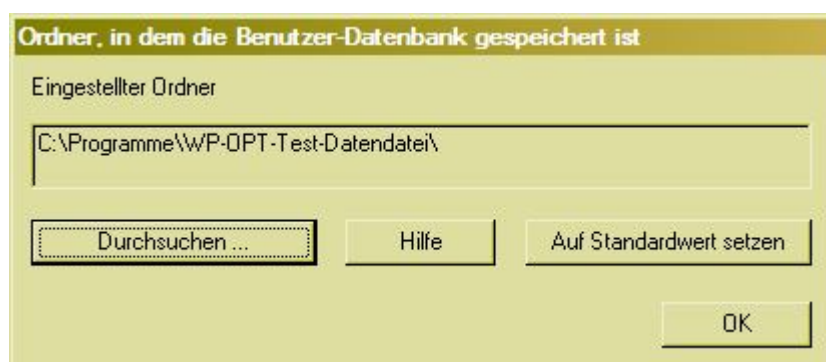 Ordner, in dem die Benutzer-Datenbank gespeichert ist
Eingestellter Ordner
C:\Programme\WP-OPT-Test-Datendatei\
Durchsuchen ... Hilfe Auf Standardwert setzen
OK